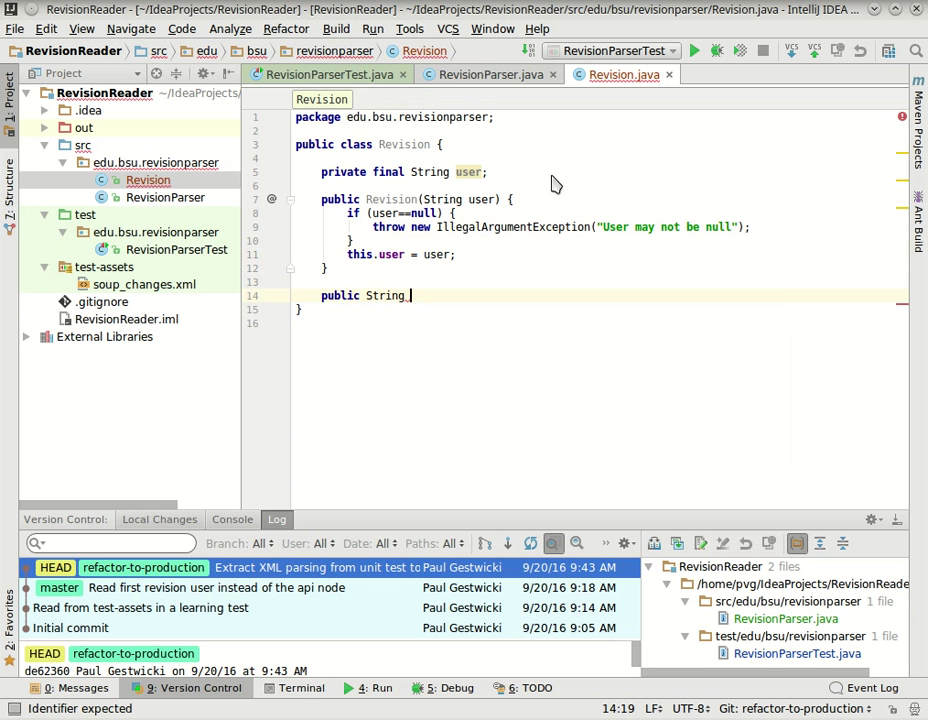 RevisionReader - [~/IdeaProjects/RevisionReader] - [RevisionReader] - ~/IdeaProjects/RevisionReader/src/edu/bsu/revisionparser/Revision.java - IntelliJ IDEA ...
File Edit View Navigate Code Analyze Refactor Build Run Tools VCS Window Help
RevisionReader src edu bsu revisionparser Revision RevisionParserTest VCS VCS
Project RevisionParserTest.java RevisionParser.java Revision.java
1: Project
2: Structure
2: Favorites
Maven Projects
Ant Build
RevisionReader ~/IdeaProjects/
.idea
out
src
edu.bsu.revisionparser
Revision
RevisionParser
test
edu.bsu.revisionparser
RevisionParserTest
test-assets
soup_changes.xml
.gitignore
RevisionReader.iml
External Libraries
Revision
1 package edu.bsu.revisionparser;
2
3 public class Revision {
4
5 private final String user;
6
7 @ public Revision(String user) {
8 if (user==null) {
9 throw new IllegalArgumentException("User may not be null");
10 }
11 this.user = user;
12 }
13
14 public String
15 }
16
Version Control: Local Changes Console Log
Branch: All User: All Date: All Paths: All
HEAD refactor-to-production Extract XML parsing from unit test to Paul Gestwicki 9/20/16 9:43 AM
master Read first revision user instead of the api node Paul Gestwicki 9/20/16 9:18 AM
Read from test-assets in a learning test Paul Gestwicki 9/20/16 9:14 AM
Initial commit Paul Gestwicki 9/20/16 9:05 AM
HEAD refactor-to-production
de62360 Paul Gestwicki on 9/20/16 at 9:43 AM
RevisionReader 2 files
/home/pvg/IdeaProjects/RevisionReade
src/edu/bsu/revisionparser 1 file
RevisionParser.java
test/edu/bsu/revisionparser 1 file
RevisionParserTest.java
0: Messages 9: Version Control Terminal 4: Run 5: Debug 6: TODO Event Log
Identifier expected 14:19 LF UTF-8 Git: refactor-to-production